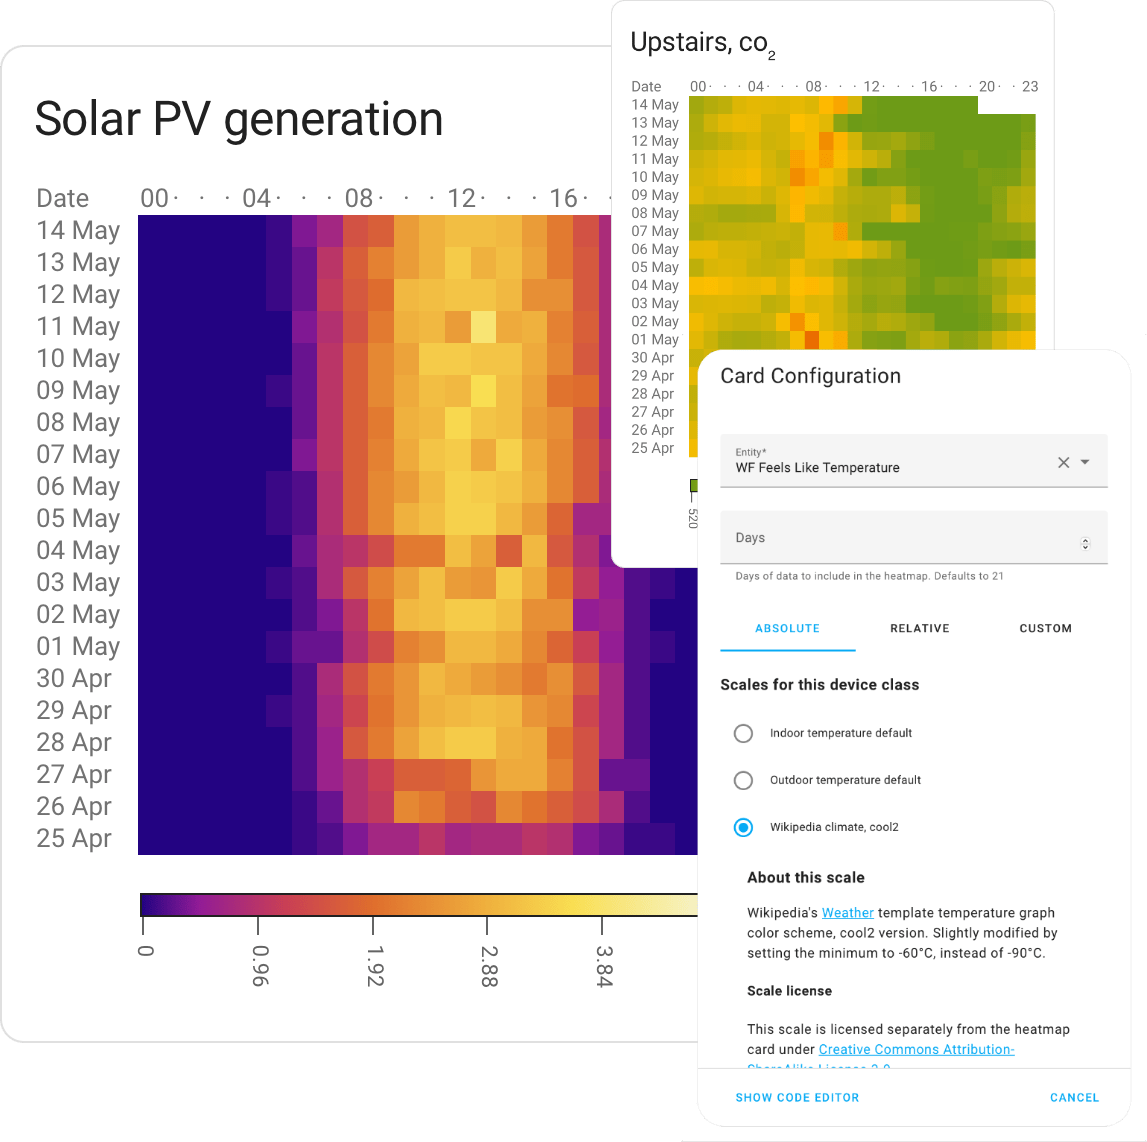 Solar PV generation
Date 00 · · · 04 · · · 08 · · · 12 · · · 16 · ·
14 May
13 May
12 May
11 May
10 May
09 May
08 May
07 May
06 May
05 May
04 May
03 May
02 May
01 May
30 Apr
29 Apr
28 Apr
27 Apr
26 Apr
25 Apr
0 0.96 1.92 2.88 3.84
Upstairs, co₂
Date 00 · · · 04 · · · 08 · · · 12 · · · 16 · · · 20 · · 23
14 May
13 May
12 May
11 May
10 May
09 May
08 May
07 May
06 May
05 May
04 May
03 May
02 May
01 May
30 Apr
29 Apr
28 Apr
27 Apr
26 Apr
25 Apr
520
Card Configuration
Entity*
WF Feels Like Temperature
Days
Days of data to include in the heatmap. Defaults to 21
ABSOLUTE RELATIVE CUSTOM
Scales for this device class
Indoor temperature default
Outdoor temperature default
Wikipedia climate, cool2
About this scale
Wikipedia's Weather template temperature graph
color scheme, cool2 version. Slightly modified by
setting the minimum to -60°C, instead of -90°C.
Scale license
This scale is licensed separately from the heatmap
card under Creative Commons Attribution-
ShareAlike License 3.0
SHOW CODE EDITOR CANCEL